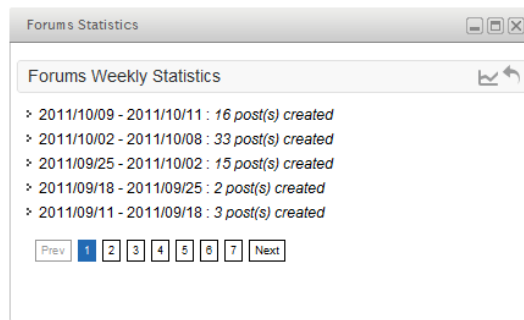 Forums Statistics
Forums Weekly Statistics
2011/10/09 - 2011/10/11 : 16 post(s) created
2011/10/02 - 2011/10/08 : 33 post(s) created
2011/09/25 - 2011/10/02 : 15 post(s) created
2011/09/18 - 2011/09/25 : 2 post(s) created
2011/09/11 - 2011/09/18 : 3 post(s) created
Prev 1 2 3 4 5 6 7 Next